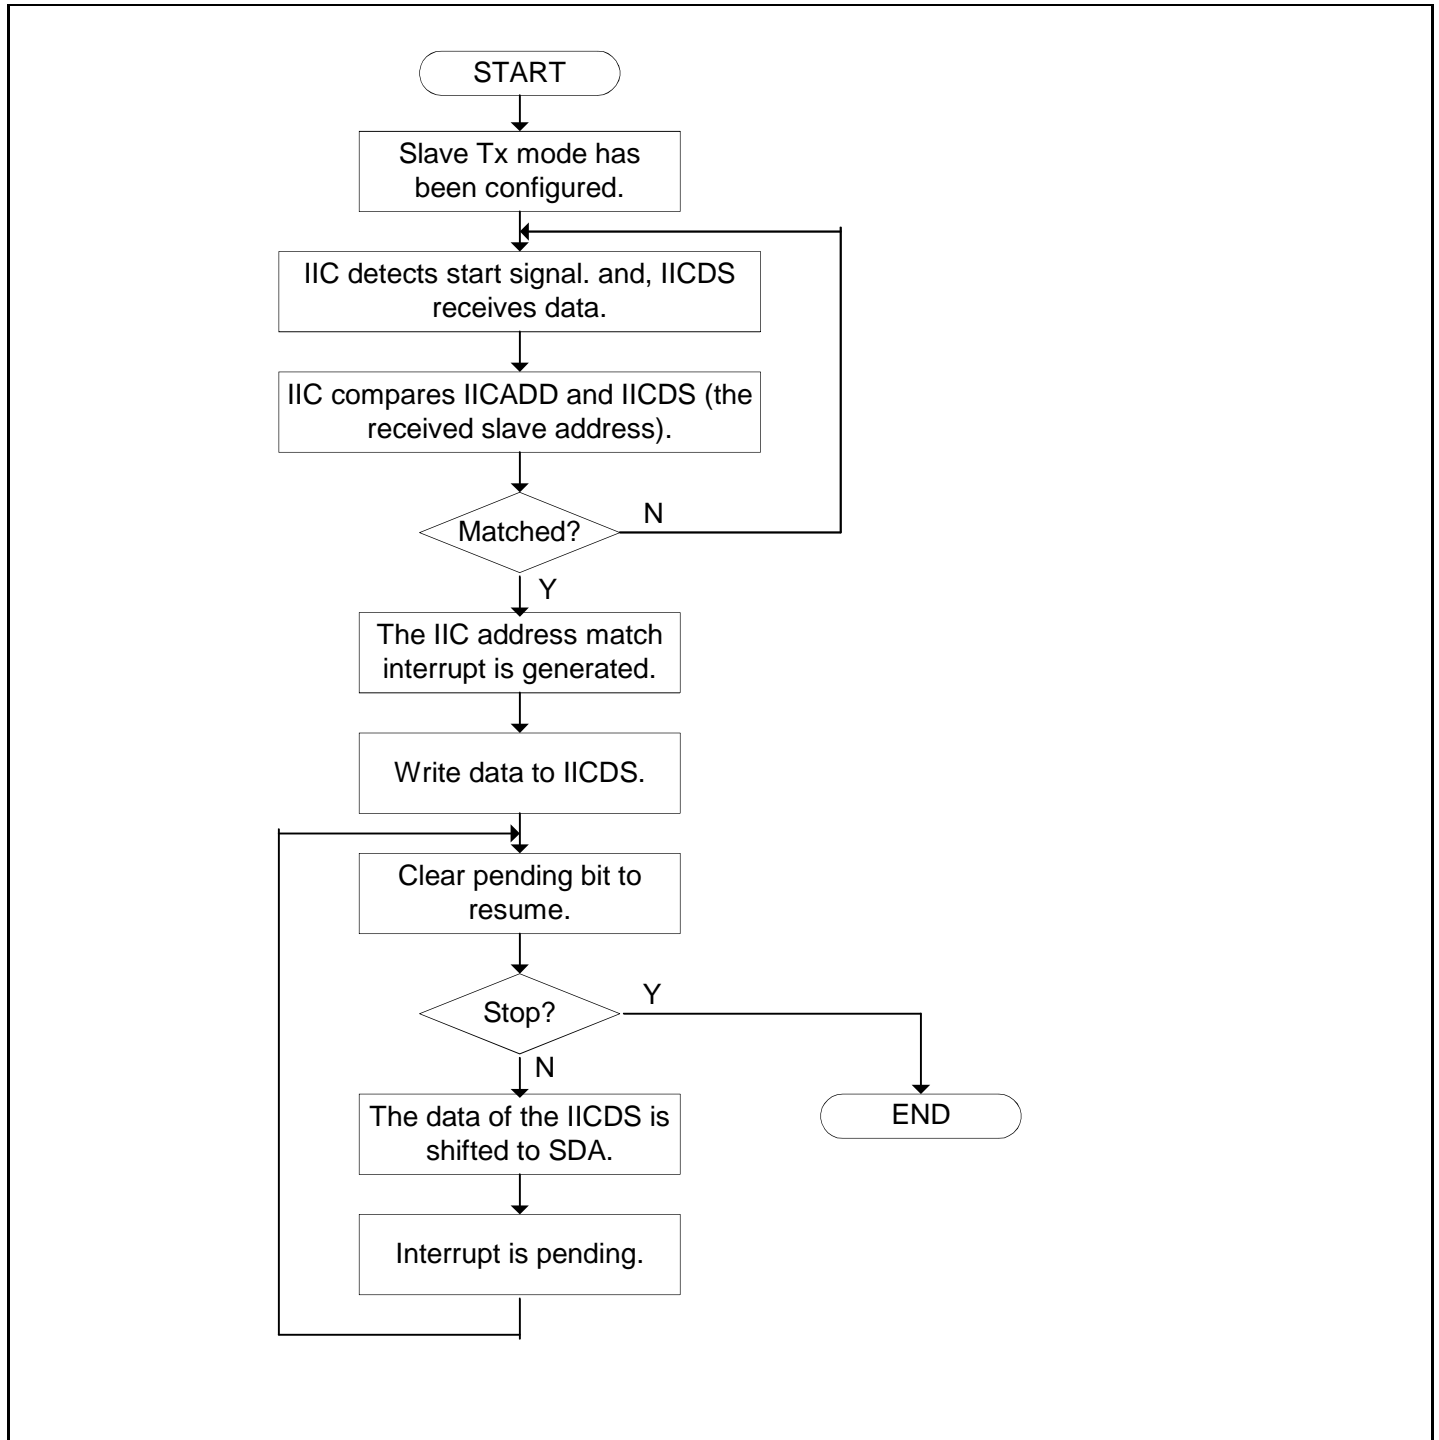 START
Slave Tx mode has
been configured.
IIC detects start signal. and, IICDS
receives data.
IIC compares IICADD and IICDS (the
received slave address).
Matched?
N
Y
The IIC address match
interrupt is generated.
Write data to IICDS.
Clear pending bit to
resume.
Stop?
Y
N
The data of the IICDS is
shifted to SDA.
END
Interrupt is pending.